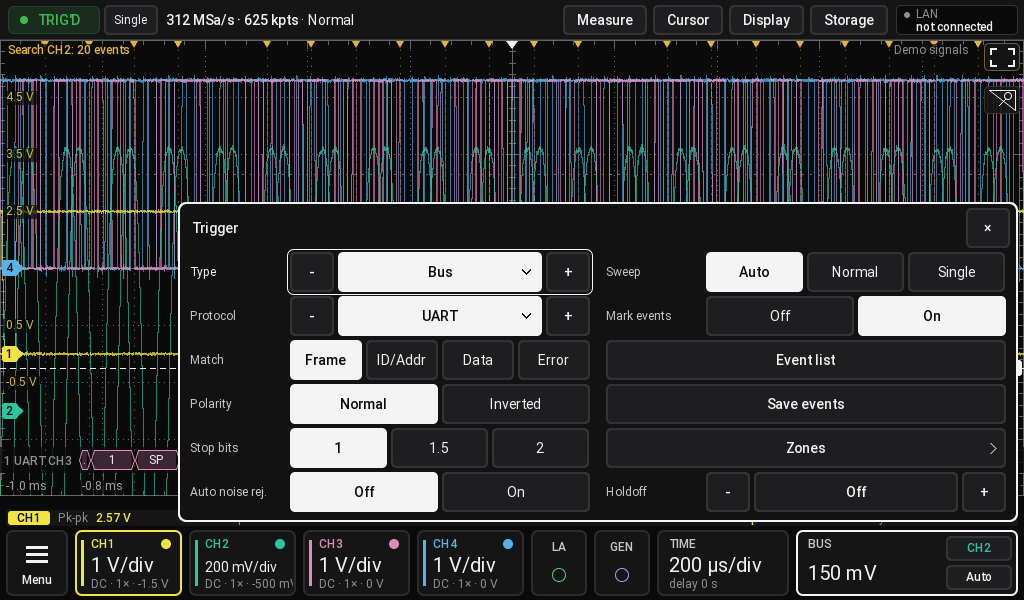 TRIG'D Single 312 MSa/s · 625 kpts · Normal Measure Cursor Display Storage LAN not connected
Search CH2: 20 events
Demo signals
4.5 V
3.5 V
2.5 V
Trigger ×
Type - Bus + Sweep Auto Normal Single
4
Protocol - UART + Mark events Off On
0.5 V
1
Match Frame ID/Addr Data Error Event list
-0.5 V
Polarity Normal Inverted Save events
2
Stop bits 1 1.5 2 Zones
1 UART CH3 1 SP
-1.0 ms -0.8 ms
Auto noise rej. Off On Holdoff - Off +
CH1 Pk-pk 2.57 V
Menu
CH1
1 V/div
DC · 1× · -1.5 V
CH2
200 mV/div
DC · 1× · -500 mV
CH3
1 V/div
DC · 1× · 0 V
CH4
1 V/div
DC · 1× · 0 V
LA
GEN
TIME
200 µs/div
delay 0 s
BUS
150 mV
CH2
Auto